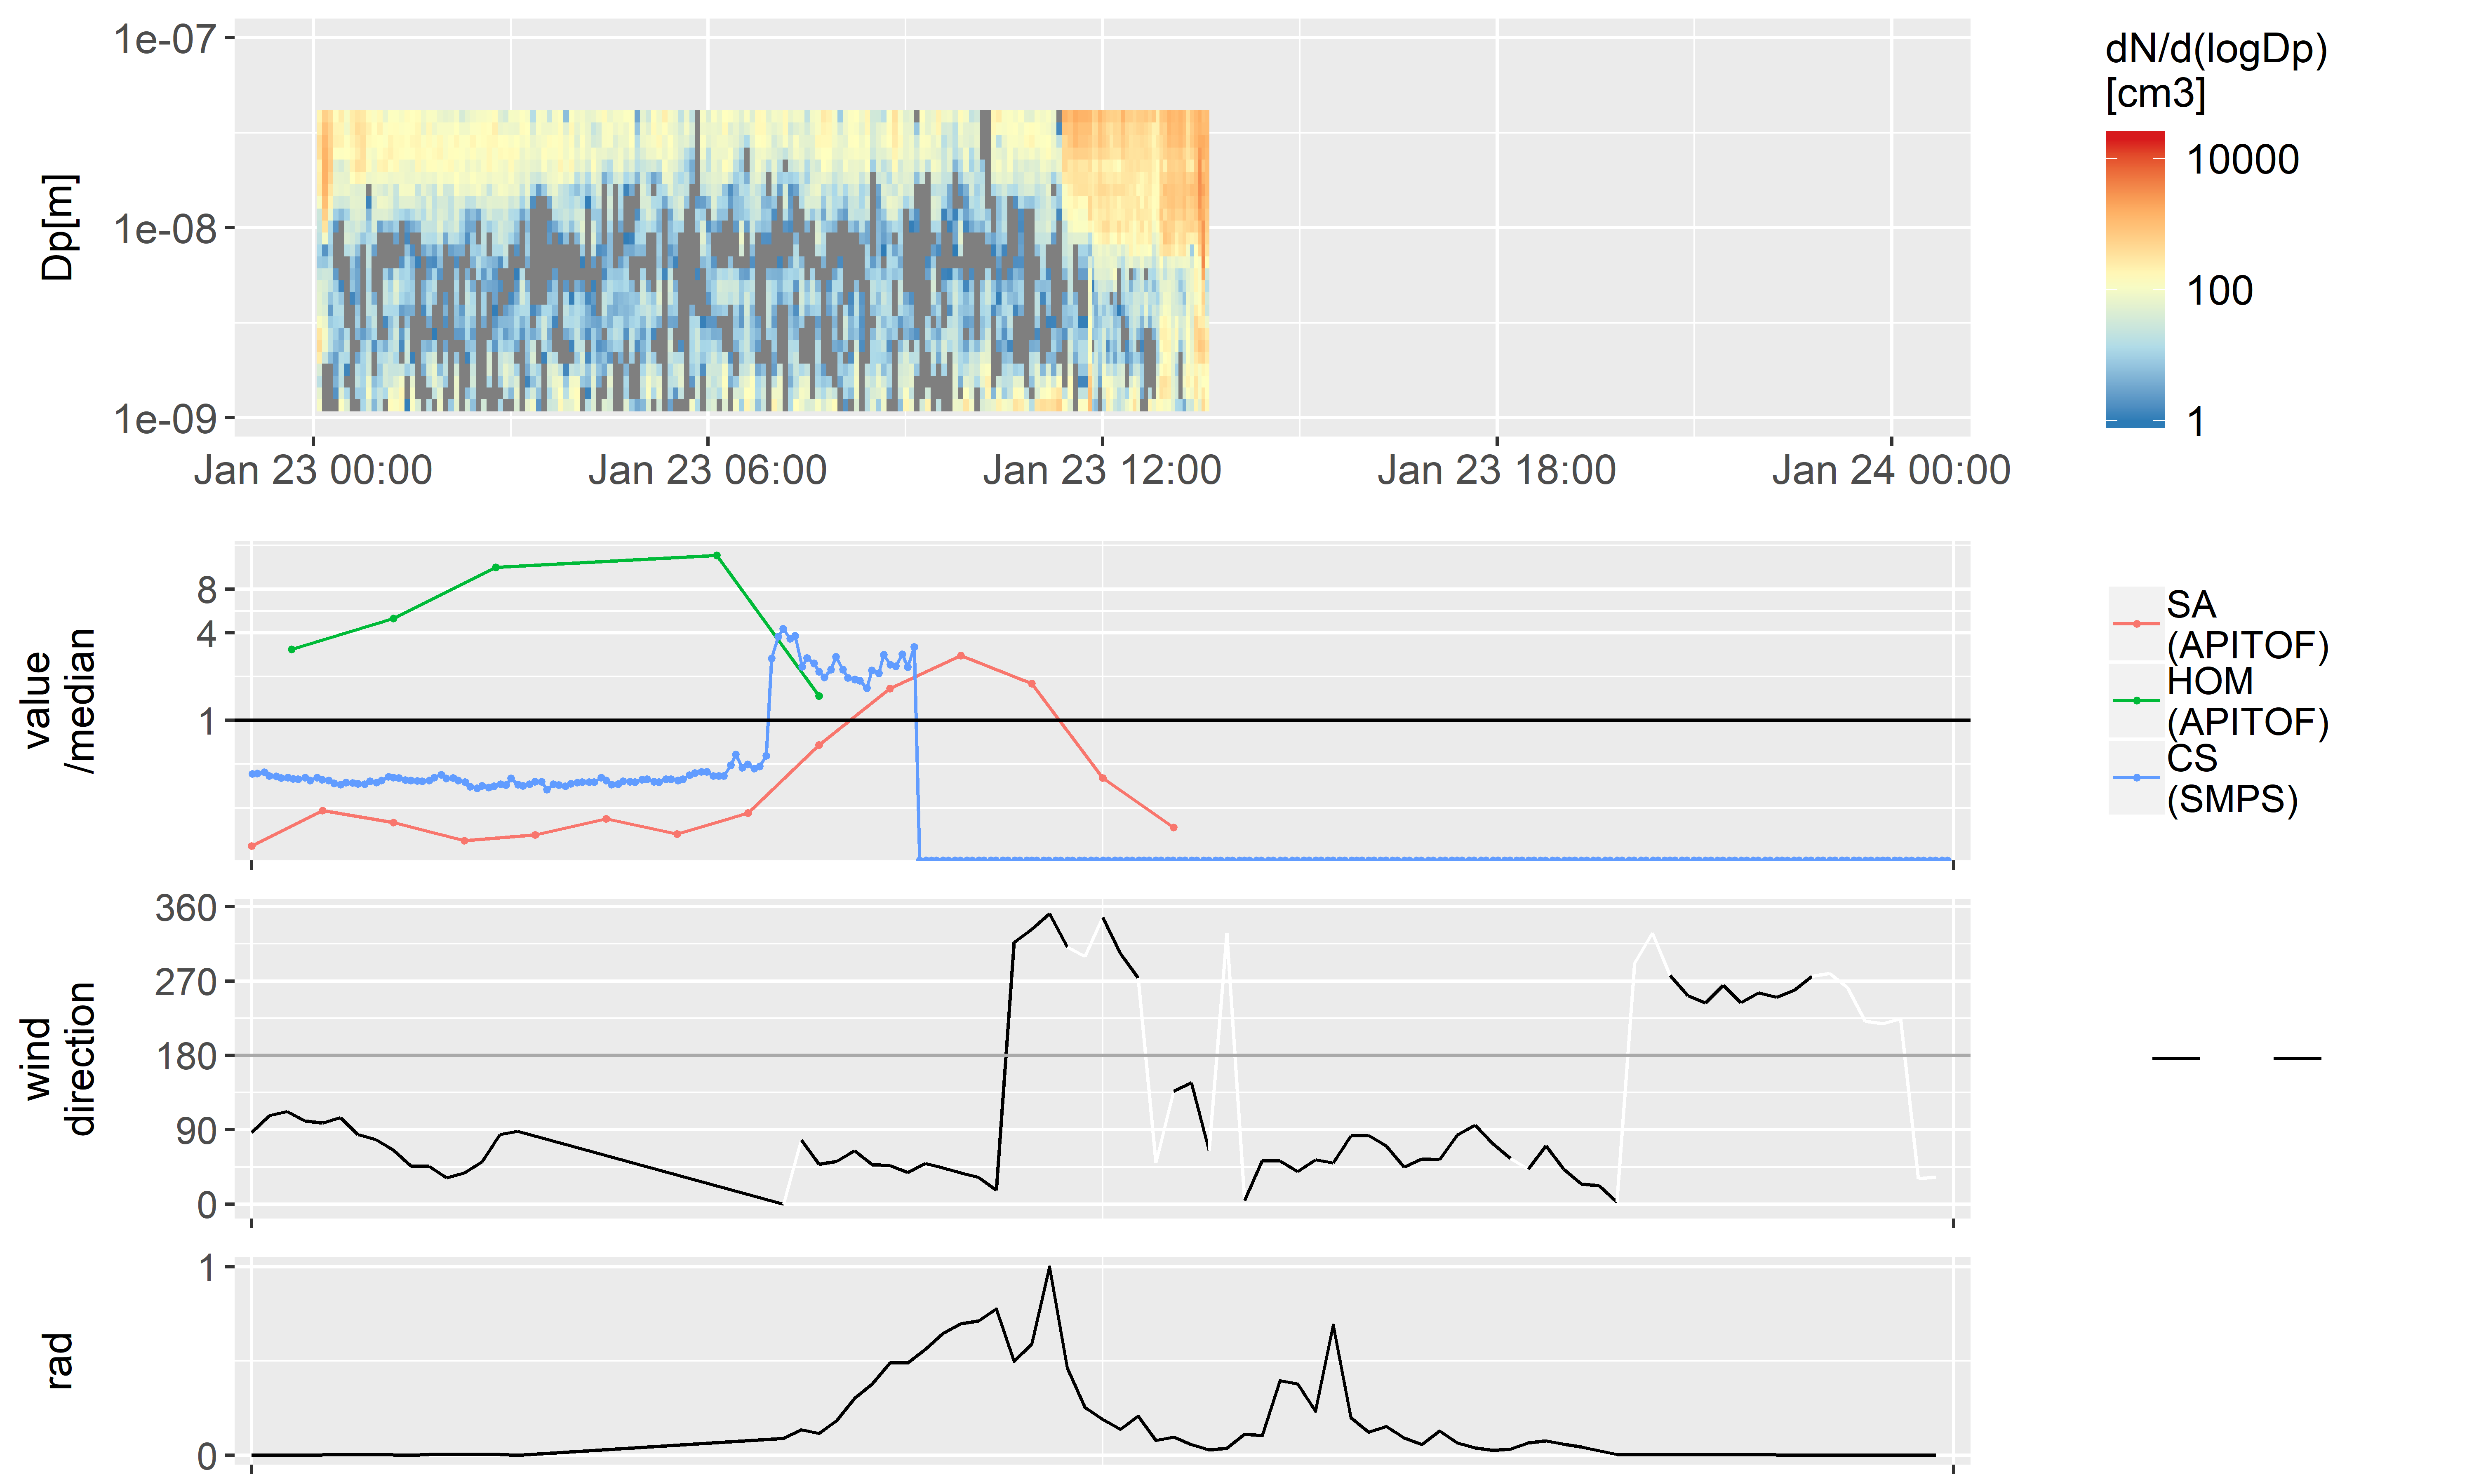 1e-07
1e-08
1e-09
Dp[m]
Jan 23 00:00
Jan 23 06:00
Jan 23 12:00
Jan 23 18:00
Jan 24 00:00
dN/d(logDp)
[cm3]
10000
100
1
8
4
1
value
/median
SA
(APITOF)
HOM
(APITOF)
CS
(SMPS)
360
270
180
90
0
wind
direction
1
0
rad